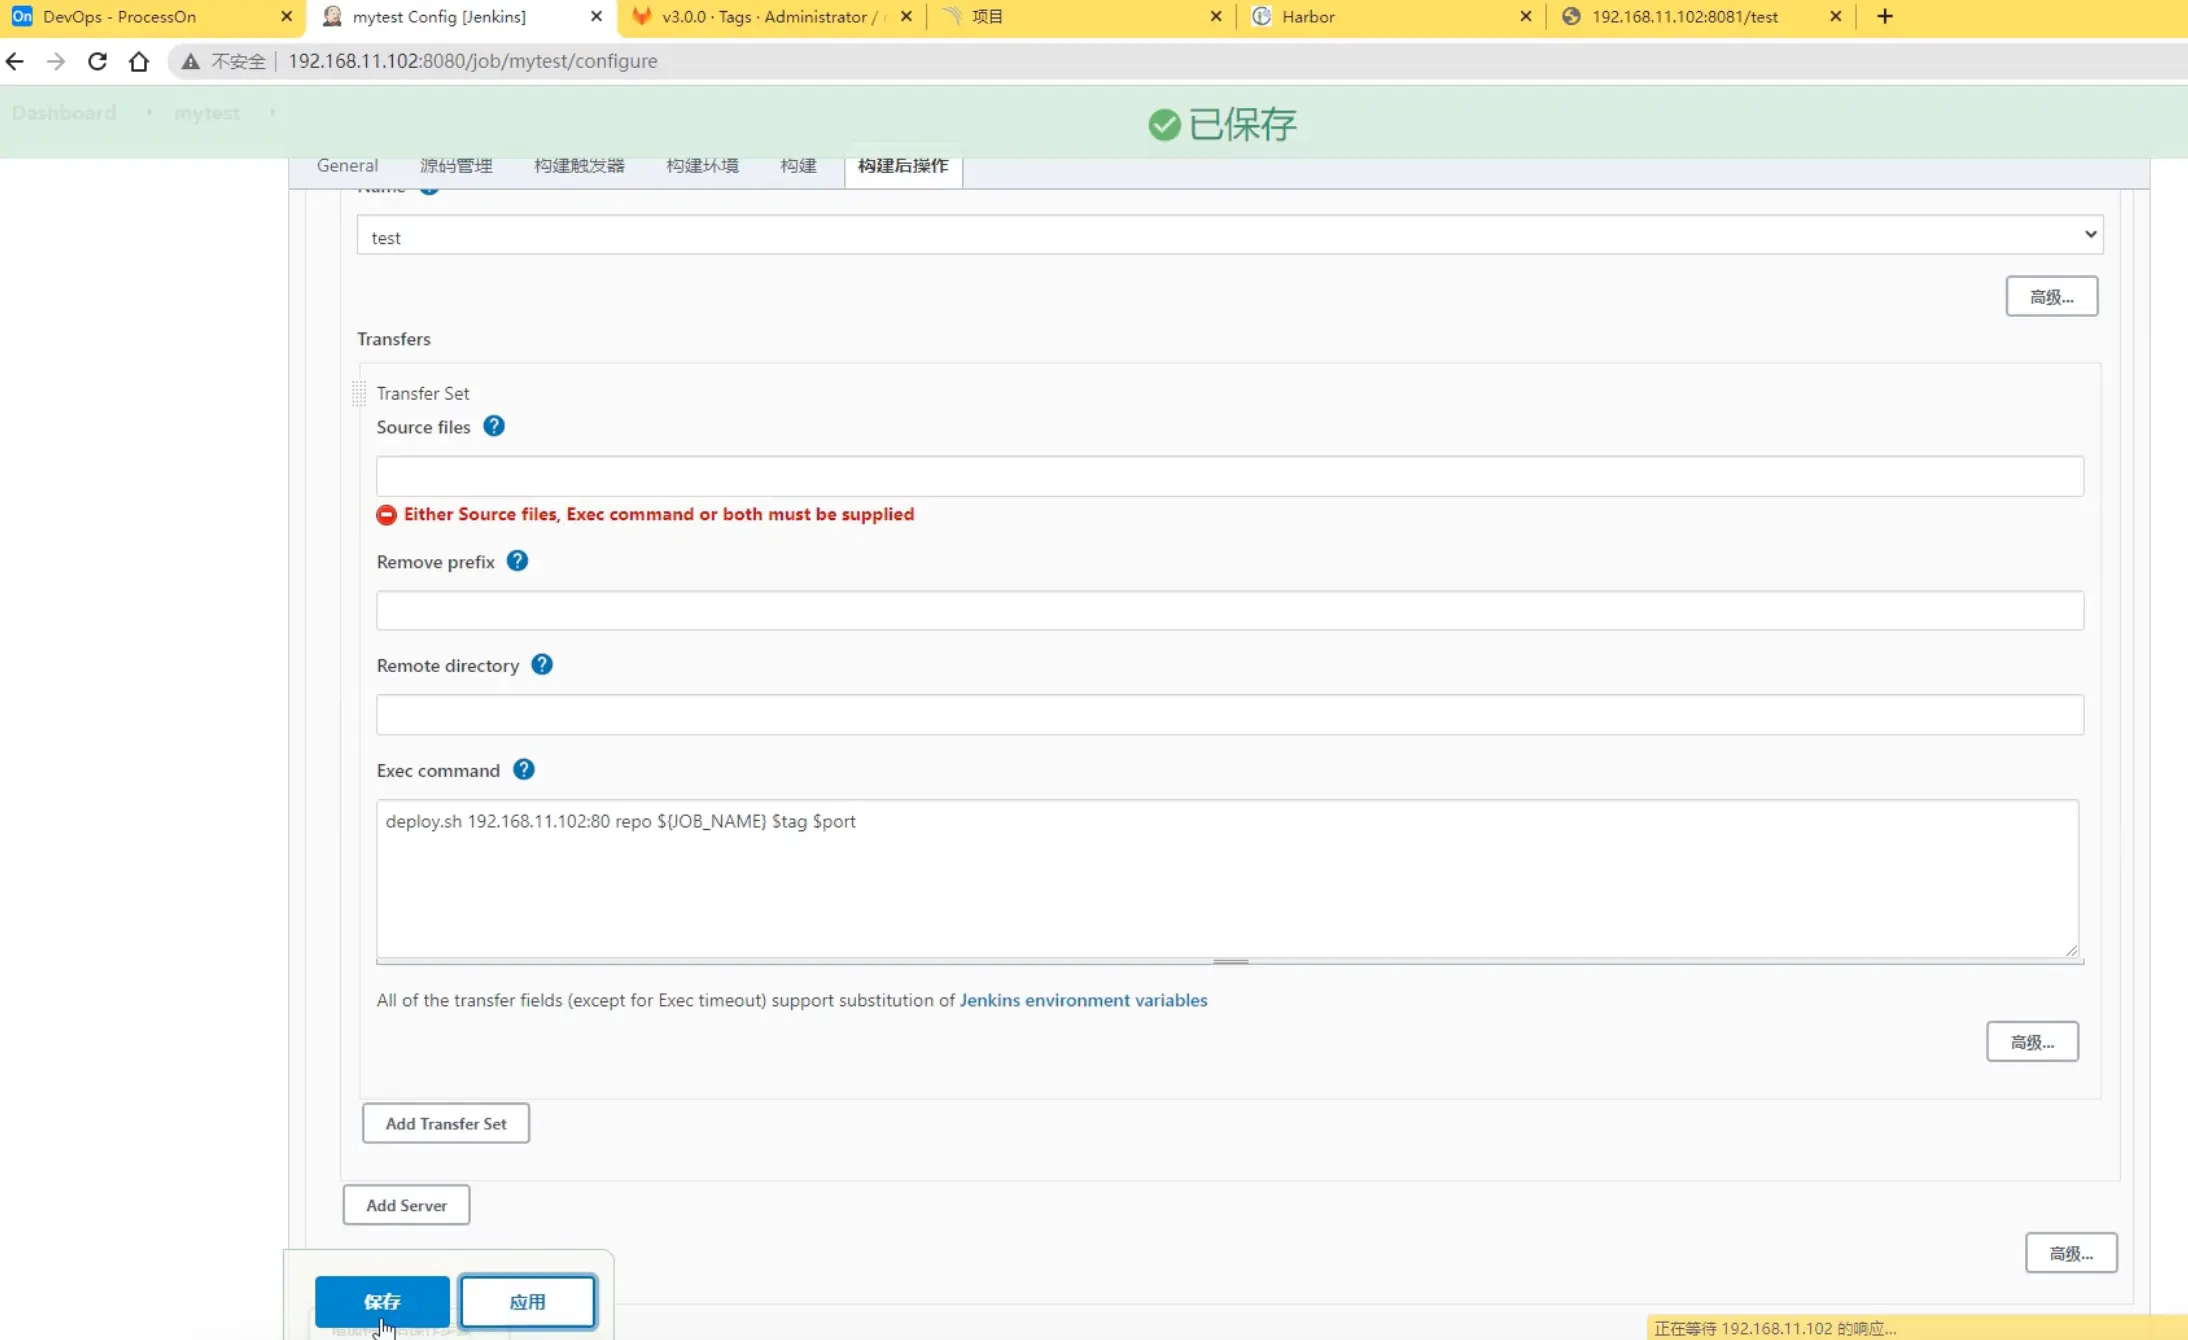 DevOps - ProcessOn
mytest Config [Jenkins]
v3.0.0 · Tags · Administrator /
项目
Harbor
192.168.11.102:8081/test
不安全
192.168.11.102:8080/job/mytest/configure
Dashboard
mytest
已保存
General
源码管理
构建触发器
构建环境
构建
构建后操作
Name
test
高级...
Transfers
Transfer Set
Source files
Either Source files, Exec command or both must be supplied
Remove prefix
Remote directory
Exec command
deploy.sh 192.168.11.102:80 repo ${JOB_NAME} $tag $port
All of the transfer fields (except for Exec timeout) support substitution of Jenkins environment variables
高级...
Add Transfer Set
Add Server
高级...
保存
应用
正在等待 192.168.11.102 的响应...